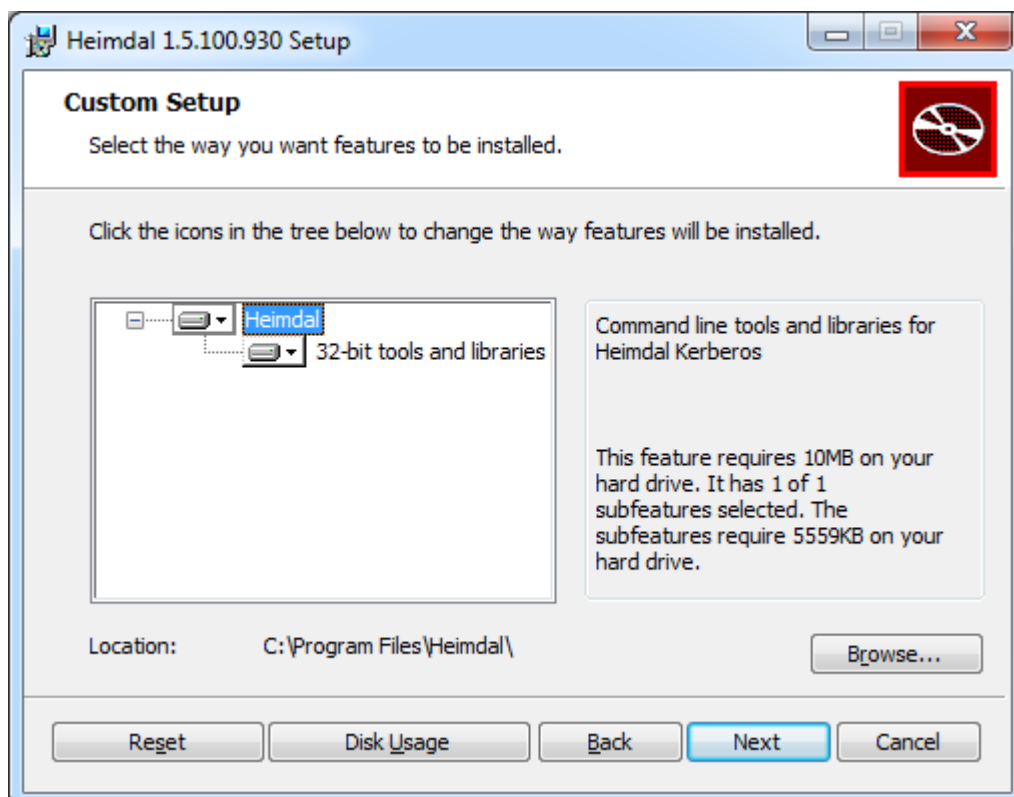 Heimdal 1.5.100.930 Setup
Custom Setup
Select the way you want features to be installed.
Click the icons in the tree below to change the way features will be installed.
Heimdal
32-bit tools and libraries
Command line tools and libraries for
Heimdal Kerberos
This feature requires 10MB on your
hard drive. It has 1 of 1
subfeatures selected. The
subfeatures require 5559KB on your
hard drive.
Location: C:\Program Files\Heimdal\
Browse...
Reset Disk Usage Back Next Cancel